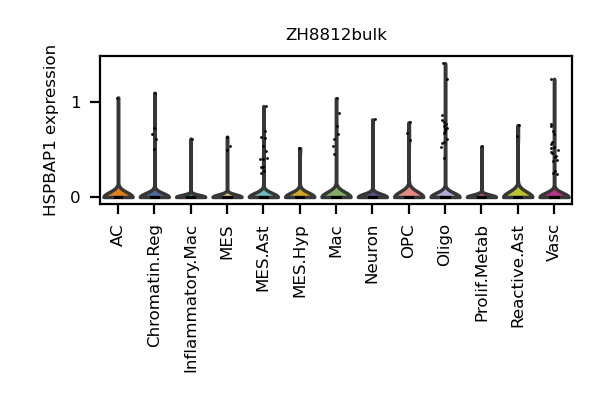 ZH8812bulk
HSPBAP1 expression
1
0
AC
Chromatin.Reg
Inflammatory.Mac
MES
MES.Ast
MES.Hyp
Mac
Neuron
OPC
Oligo
Prolif.Metab
Reactive.Ast
Vasc